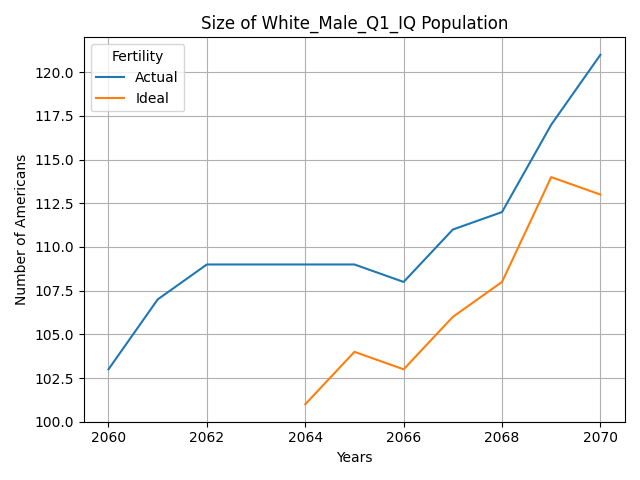 Size of White_Male_Q1_IQ Population
Fertility
Actual
Ideal
Number of Americans
120.0
117.5
115.0
112.5
110.0
107.5
105.0
102.5
100.0
2060 2062 2064 2066 2068 2070
Years